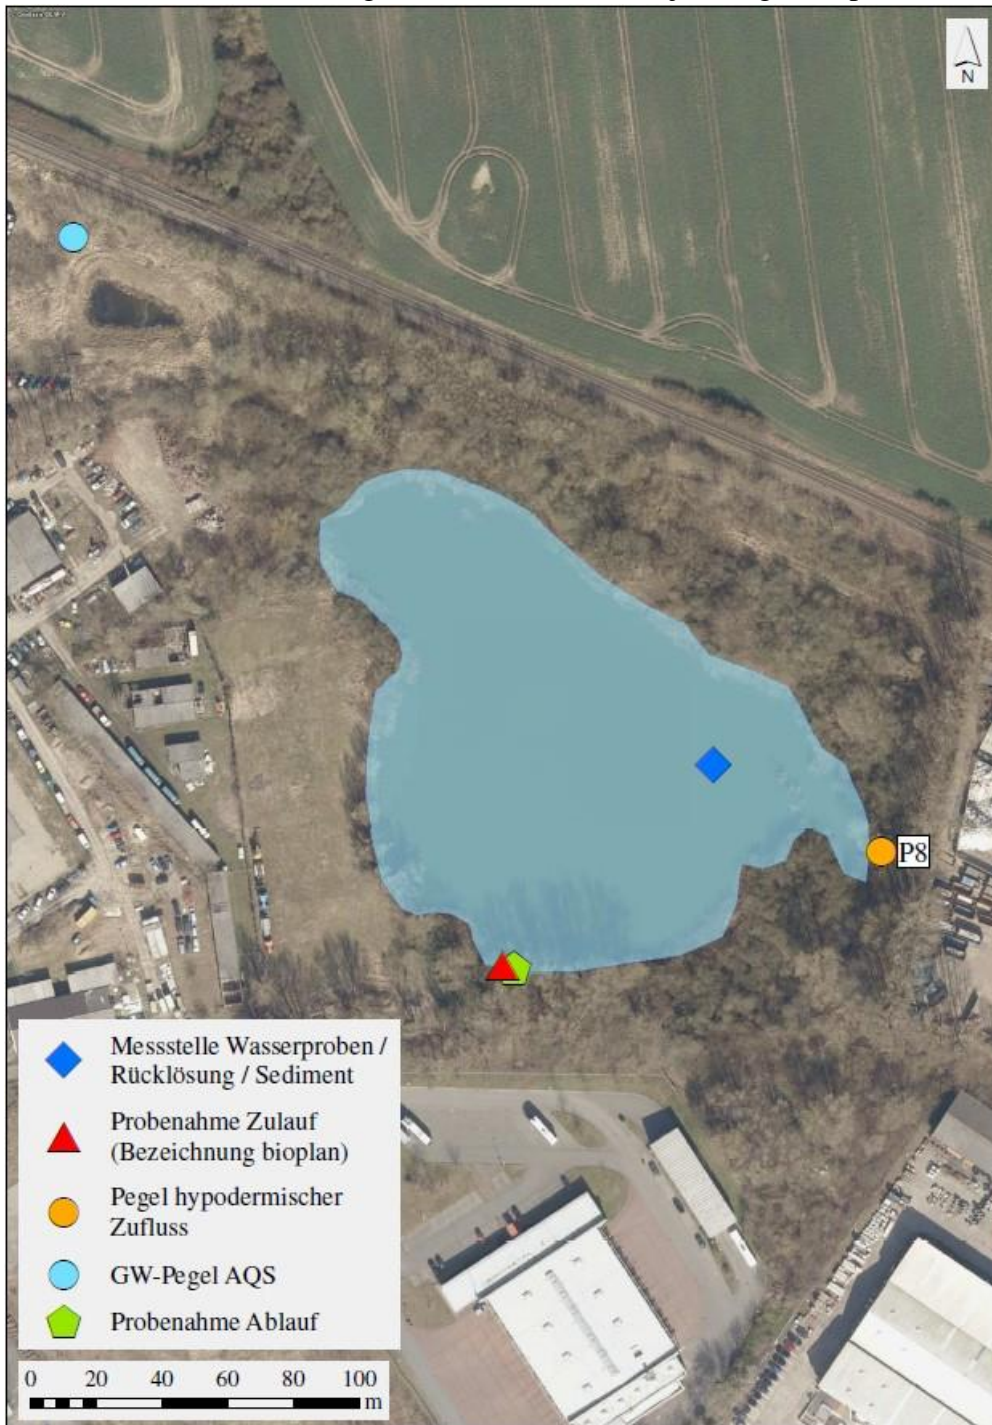 N
P8
Messstelle Wasserproben /
Rücklösung / Sediment
Probenahme Zulauf
(Bezeichnung bioplan)
Pegel hypodermischer
Zufluss
GW-Pegel AQS
Probenahme Ablauf
0 20 40 60 80 100
m